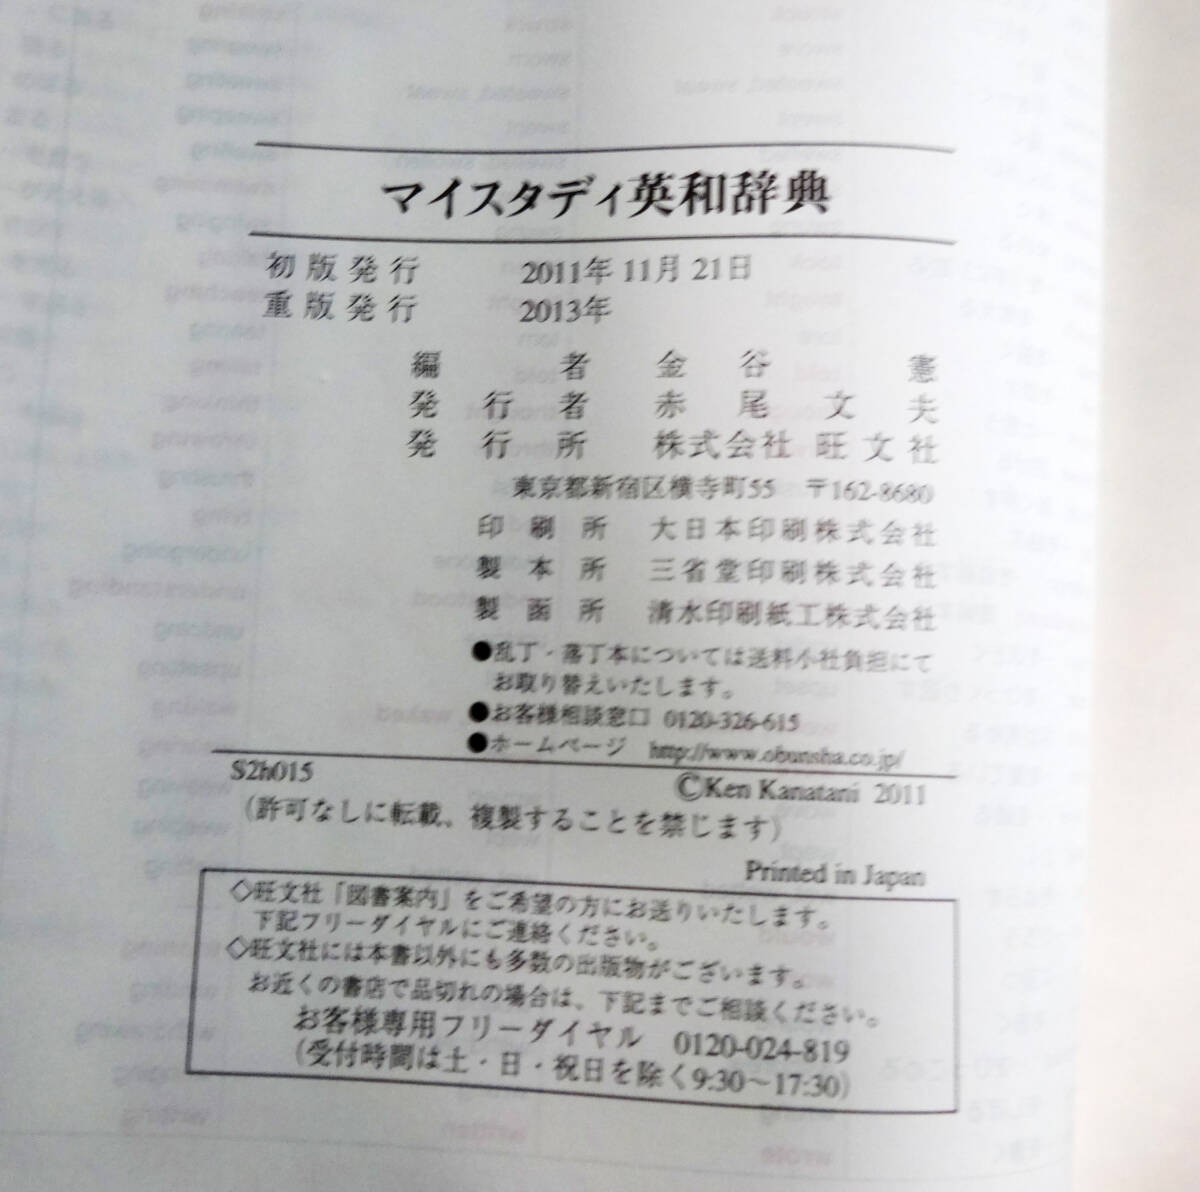 マイスタディ英和辞典
初版発行 2011年 11月 21日
重版発行 2013年
編者 金谷 憲
発行者 赤尾文夫
発行所 株式会社 旺文社
東京都新宿区横寺町55 〒162-8680
印刷所 大日本印刷株式会社
製本所 三省堂印刷株式会社
製函所 清水印刷紙工株式会社
●乱丁・落丁本については送料小社負担にて
お取り替えいたします。
●お客様相談窓口 0120-326-615
●ホームページ http://www.obunsha.co.jp/
S2h015 ©Ken Kanatani 2011
(許可なしに転載、複製することを禁じます)
Printed in Japan
◇旺文社「図書案内」をご希望の方にお送りいたします。
下記フリーダイヤルにご連絡ください。
◇旺文社には本書以外にも多数の出版物がございます。
お近くの書店で品切れの場合は、下記までご相談ください。
お客様専用フリーダイヤル 0120-024-819
(受付時間は土・日・祝日を除く9:30〜17:30)